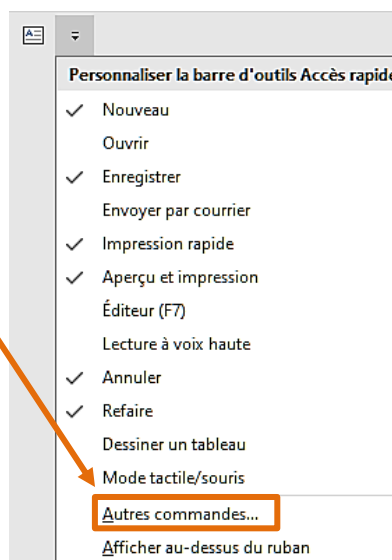 Personnaliser la barre d'outils Accès rapide
Nouveau
Ouvrir
Enregistrer
Envoyer par courrier
Impression rapide
Aperçu et impression
Éditeur (F7)
Lecture à voix haute
Annuler
Refaire
Dessiner un tableau
Mode tactile/souris
Autres commandes...
Afficher au-dessus du ruban